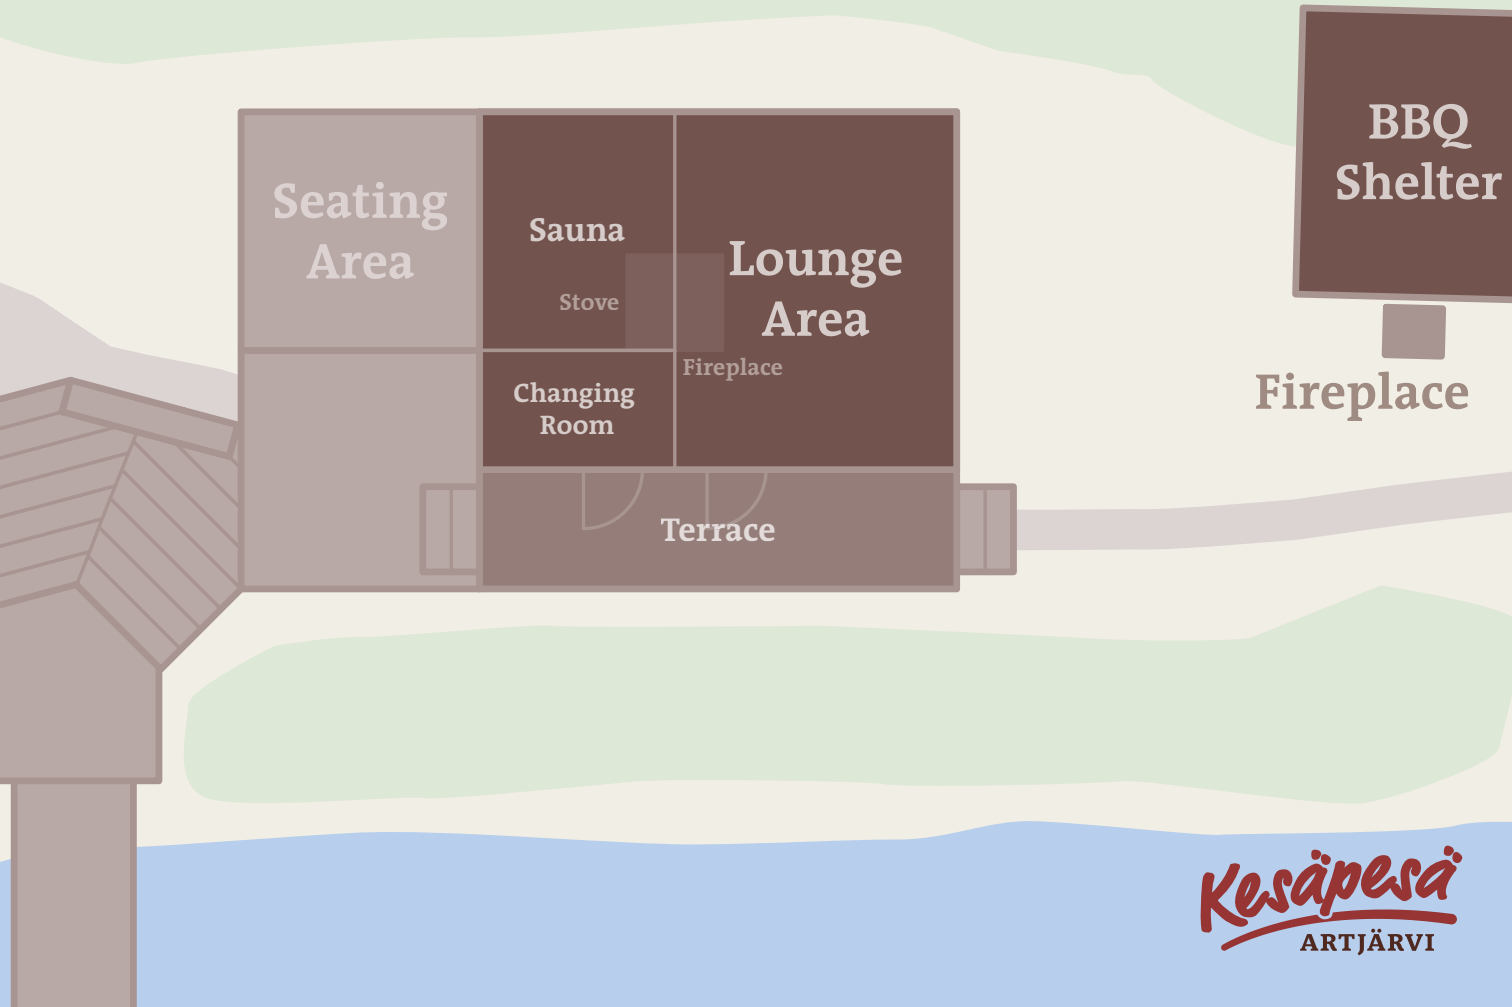 Seating
Area
Sauna
Stove
Lounge
Area
Fireplace
Changing
Room
Terrace
BBQ
Shelter
Fireplace
Kesäpesä
ARTJÄRVI